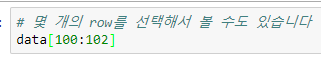 # 몇 개의 row를 선택해서 볼 수도 있습니다
data[100:102]